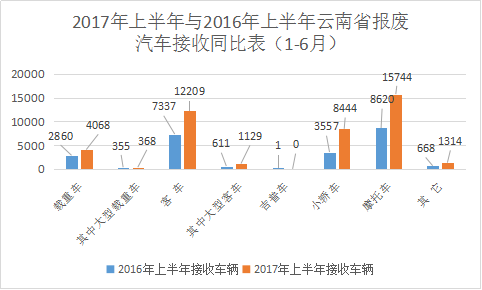 2017年上半年与2016年上半年云南省报废
汽车接收同比表（1-6月）
20000
15000
10000
5000
0
2860
4068
355
368
7337
12209
611
1129
1
0
3557
8444
8620
15744
668
1314
载重车
其中大型载重车
客 车
其中大型客车
吉普车
小轿车
摩托车
其 它
2016年上半年接收车辆 2017年上半年接收车辆